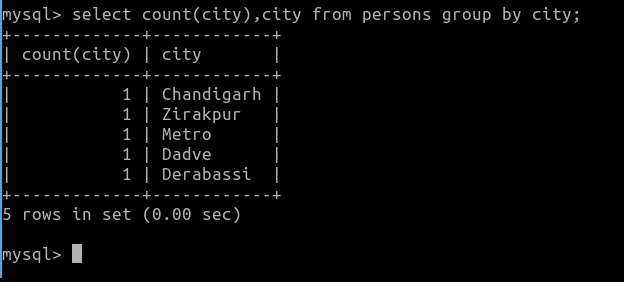 mysql> select count(city),city from persons group by city;
+-------------+------------+
| count(city) | city       |
+-------------+------------+
|           1 | Chandigarh |
|           1 | Zirakpur   |
|           1 | Metro      |
|           1 | Dadve      |
|           1 | Derabassi  |
+-------------+------------+
5 rows in set (0.00 sec)
mysql>